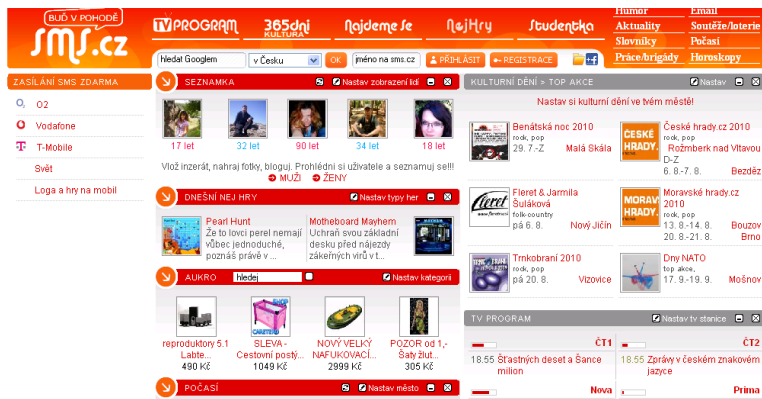 BUĎ V POHODĚ
sms.cz
TV PROGRAM
365dní
KULTURA
Najdeme Se
NejHry
Studentka
Humor
Email
Aktuality
Soutěže/loterie
Slovníky
Počasí
Práce/brigády
Horoskopy
hledat Googlem
v Česku
OK
jméno na sms.cz
PŘIHLÁSIT
REGISTRACE
ZASÍLÁNÍ SMS ZDARMA
O2
Vodafone
T-Mobile
Svět
Loga a hry na mobil
SEZNAMKA
Nastav zobrazení lidí
17 let
32 let
90 let
34 let
18 let
Vlož inzerát, nahraj fotky, bloguj. Prohlédni si uživatele a seznamuj se!!!
MUŽI
ŽENY
DNEŠNÍ NEJ HRY
Nastav typy her
Pearl Hunt
Že to lovci perel nemají
vůbec jednoduché,
poznáš právě v ...
Motheboard Mayhem
Uchraň svou základní
desku před nájezdy
zákeřných virů v t...
AUKRO
hledej
Nastav kategorii
reproduktory 5.1
Labte...
490 Kč
SLEVA -
Cestovní postý...
1049 Kč
NOVÝ VELKÝ
NAFUKOVACÍ...
2999 Kč
POZOR od 1,-
Šaty žlut...
305 Kč
POČASÍ
Nastav město
KULTURNÍ DĚNÍ > TOP AKCE
Nastav
Nastav si kulturní dění ve tvém městě!
Benátská noc 2010
rock, pop
29. 7.-Z
Malá Skála
ČESKÉ
HRADY.
České hrady.cz 2010
rock, pop
Rožmberk nad Vltavou
D-Z
6. 8.-7. 8.
Bezděz
Fleret
Fleret & Jarmila
Šuláková
folk-country
pá 6. 8.
Nový Jičín
MORAV
HRADY.
Moravské hrady.cz
2010
rock, pop
13. 8.-14. 8.
Bouzov
20. 8.-21. 8.
Brno
Trnkobraní 2010
rock, pop
pá 20. 8.
Vizovice
Dny NATO
top akce,
17. 9.-19. 9.
Mošnov
TV PROGRAM
Nastav tv stanice
ČT1
18.55 Šťastných deset a Šance
milion
ČT2
18.55 Zprávy v českém znakovém
jazyce
Nova
Prima